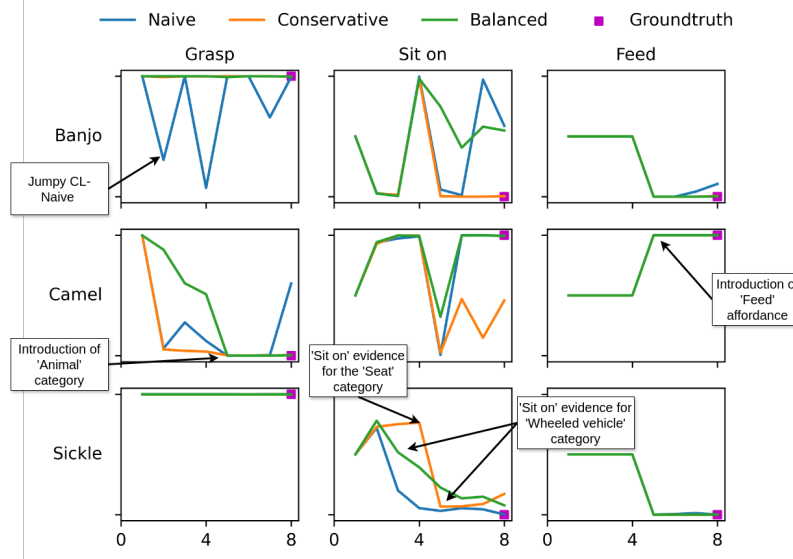 Naive Conservative Balanced Groundtruth
Grasp Sit on Feed
Banjo
Jumpy CL-
Naive
Camel
Introduction of
'Animal'
category
Introduction o
'Feed'
affordance
'Sit on' evidence
for the 'Seat'
category
Sickle
'Sit on' evidence for
'Wheeled vehicle'
category
0 4 8 0 4 8 0 4 8